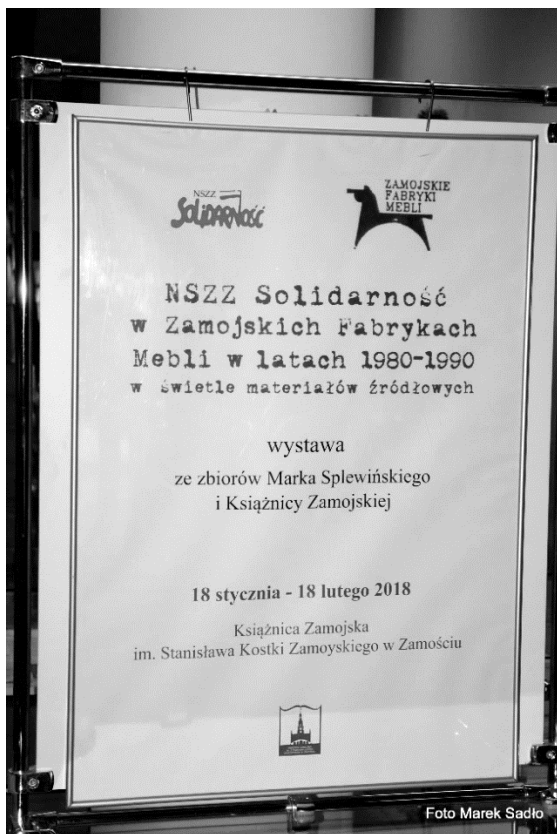 NSZZ
SOLIDARNOŚĆ
ZAMOJSKIE
FABRYKI
MEBLI
NSZZ Solidarność
w Zamojskich Fabrykach
Mebli w latach 1980-1990
w świetle materiałów źródłowych
wystawa
ze zbiorów Marka Splewińskiego
i Książnicy Zamojskiej
18 stycznia - 18 lutego 2018
Książnica Zamojska
im. Stanisława Kostki Zamoyskiego w Zamościu
Foto Marek Sadło